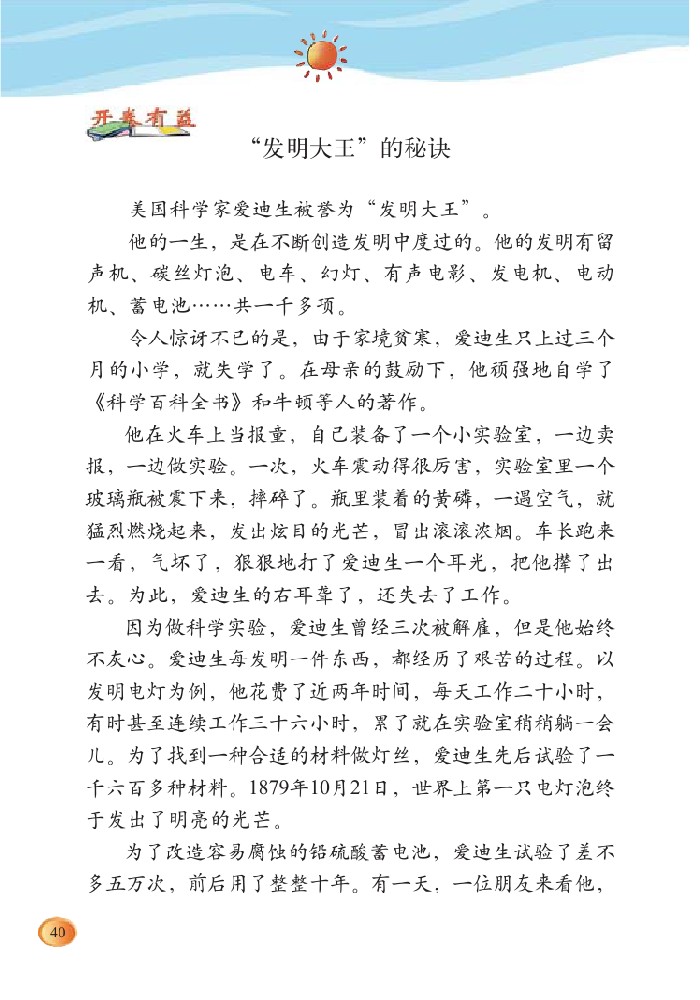 开卷有益
“发明大王”的秘诀
美国科学家爱迪生被誉为“发明大王”。
他的一生，是在不断创造发明中度过的。他的发明有留
声机、碳丝灯泡、电车、幻灯、有声电影、发电机、电动
机、蓄电池……共一千多项。
令人惊讶不已的是，由于家境贫寒，爱迪生只上过三个
月的小学，就失学了。在母亲的鼓励下，他顽强地自学了
《科学百科全书》和牛顿等人的著作。
他在火车上当报童，自己装备了一个小实验室，一边卖
报，一边做实验。一次，火车震动得很厉害，实验室里一个
玻璃瓶被震下来，摔碎了。瓶里装着的黄磷，一遇空气，就
猛烈燃烧起来，发出炫目的光芒，冒出滚滚浓烟。车长跑来
一看，气坏了，狠狠地打了爱迪生一个耳光，把他撵了出
去。为此，爱迪生的右耳聋了，还失去了工作。
因为做科学实验，爱迪生曾经三次被解雇，但是他始终
不灰心。爱迪生每发明一件东西，都经历了艰苦的过程。以
发明电灯为例，他花费了近两年时间，每天工作二十小时，
有时甚至连续工作三十六小时，累了就在实验室稍稍躺一会
儿。为了找到一种合适的材料做灯丝，爱迪生先后试验了一
千六百多种材料。1879年10月21日，世界上第一只电灯泡终
于发出了明亮的光芒。
为了改造容易腐蚀的铅硫酸蓄电池，爱迪生试验了差不
多五万次，前后用了整整十年。有一天，一位朋友来看他，
40